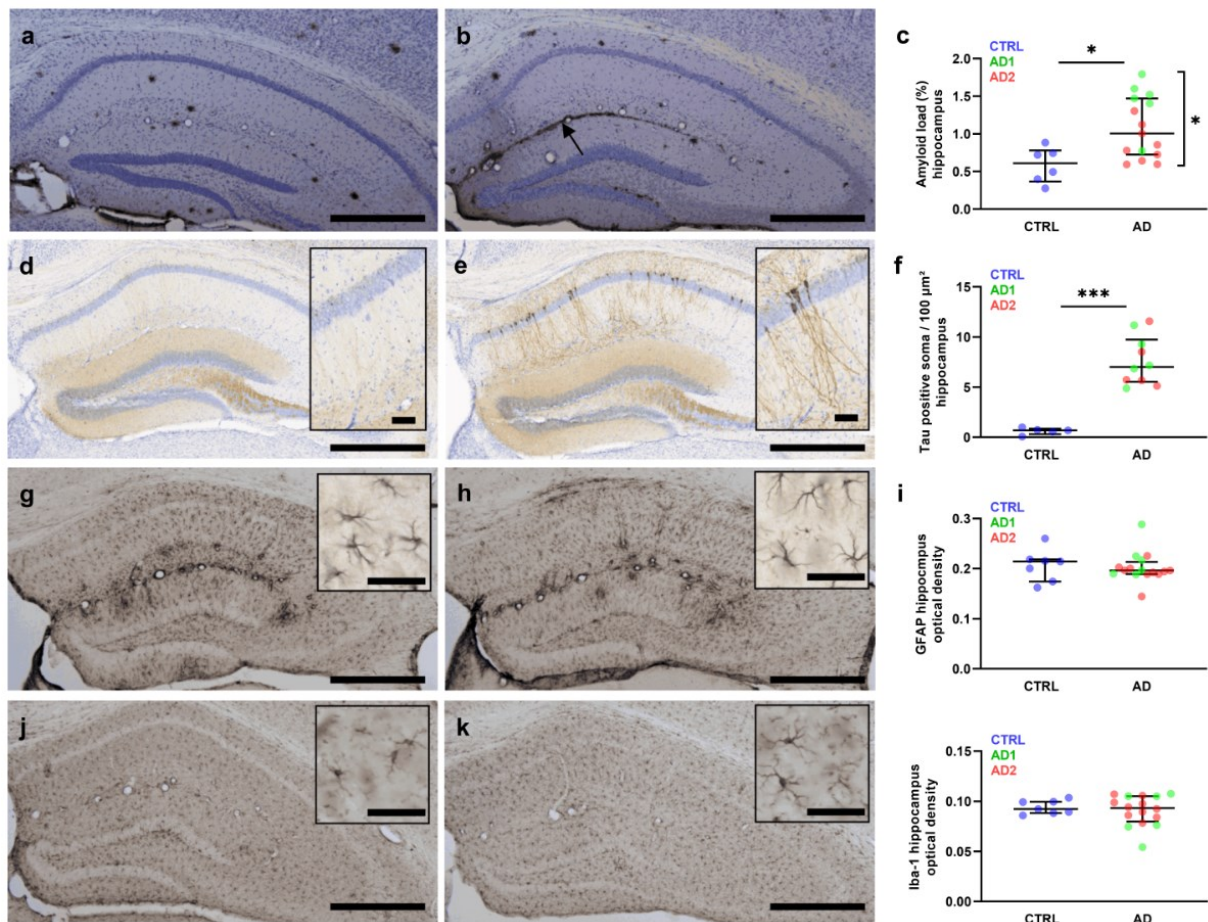 a
b
c
CTRL
AD1
AD2
*
*
2.0
1.5
1.0
0.5
0.0
Amyloid load (%)
hippocampus
CTRL
AD
d
e
f
CTRL
AD1
AD2
***
15
10
5
0
Tau positive soma / 100 µm²
hippocampus
CTRL
AD
g
h
i
CTRL
AD1
AD2
0.3
0.2
0.1
0.0
GFAP hippocmpus
optical density
CTRL
AD
j
k
CTRL
AD1
AD2
0.15
0.10
0.05
0.00
Iba-1 hippocampus
optical density
CTRL
AD